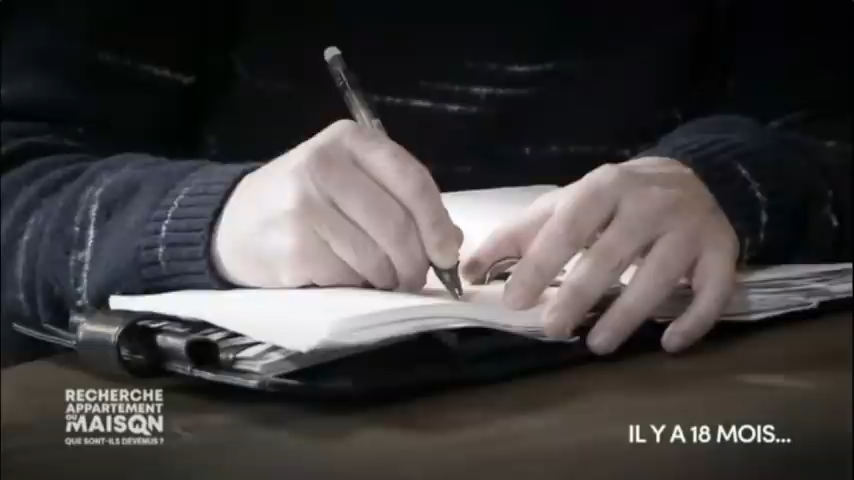 RECHERCHE
APPARTEMENT
OU
MAISON
QUE SONT-ILS DEVENUS ?
IL Y A 18 MOIS...